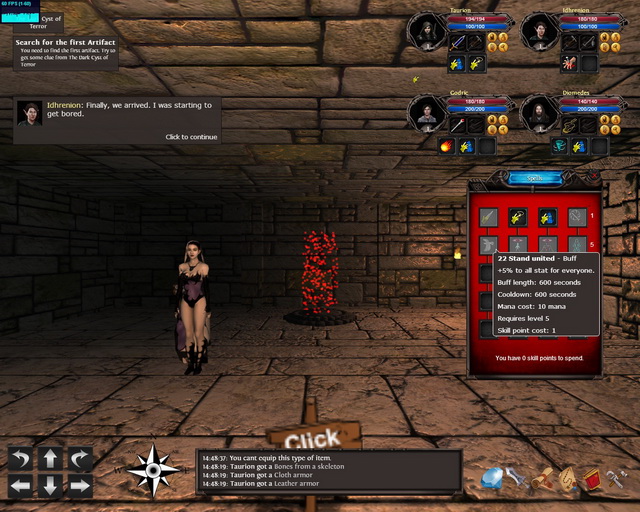 60 FPS (1-60)
Cyst of
Terror
Search for the first Artifact
You need to find the first artifact. Try to
get some clue from The Dark Cyst of
Terror
Idhrenion: Finally, we arrived. I was starting to
get bored.
Click to continue
Taurion
194/194
100/100
Idhrenion
180/180
100/100
Godric
180/180
200/200
Diomedes
140/140
200/200
Spells
1
5
22 Stand united - Buff
+5% to all stat for everyone.
Buff length: 600 seconds
Cooldown: 600 seconds
Mana cost: 10 mana
Requires level 5
Skill point cost: 1
You have 0 skill points to spend.
Click
14:48:37: You cant equip this type of item.
14:48:19: Taurion got a Bones from a skeleton
14:48:19: Taurion got a Cloth armor
14:48:19: Taurion got a Leather armor